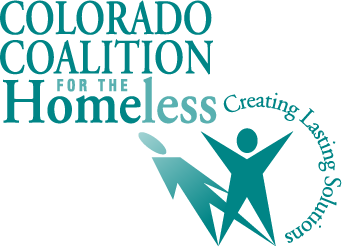 COLORADO
COALITION
FOR THE
Homeless
Creating Lasting Solutions